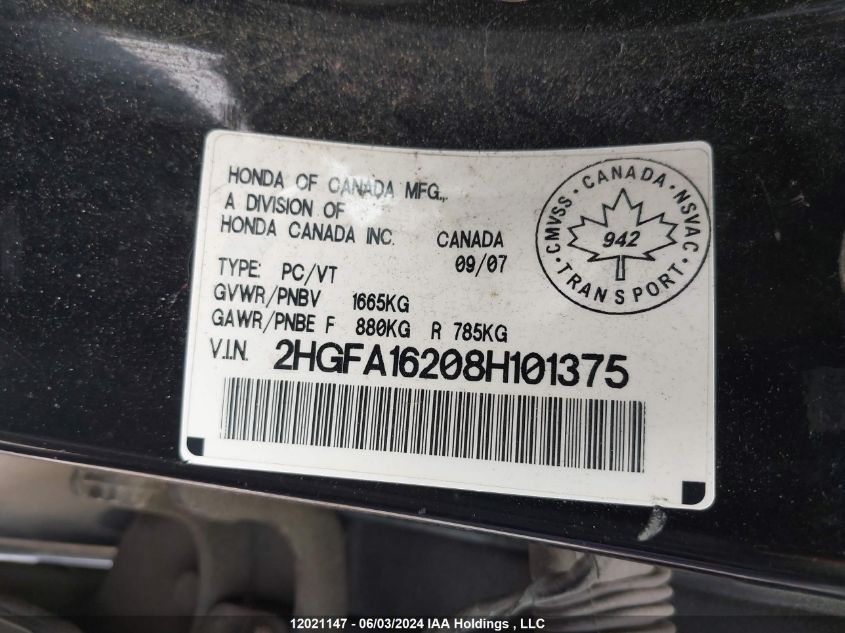 HONDA OF CANADA MFG.,
A DIVISION OF
HONDA CANADA INC. CANADA
09/07
TYPE: PC/VT
GVWR/PNBV 1665KG
GAWR/PNBE F 880KG R 785KG
V.I.N. 2HGFA16208H101375
CMVSS · CANADA · NSVAC
942
· TRANSPORT ·
12021147 - 06/03/2024 IAA Holdings, LLC